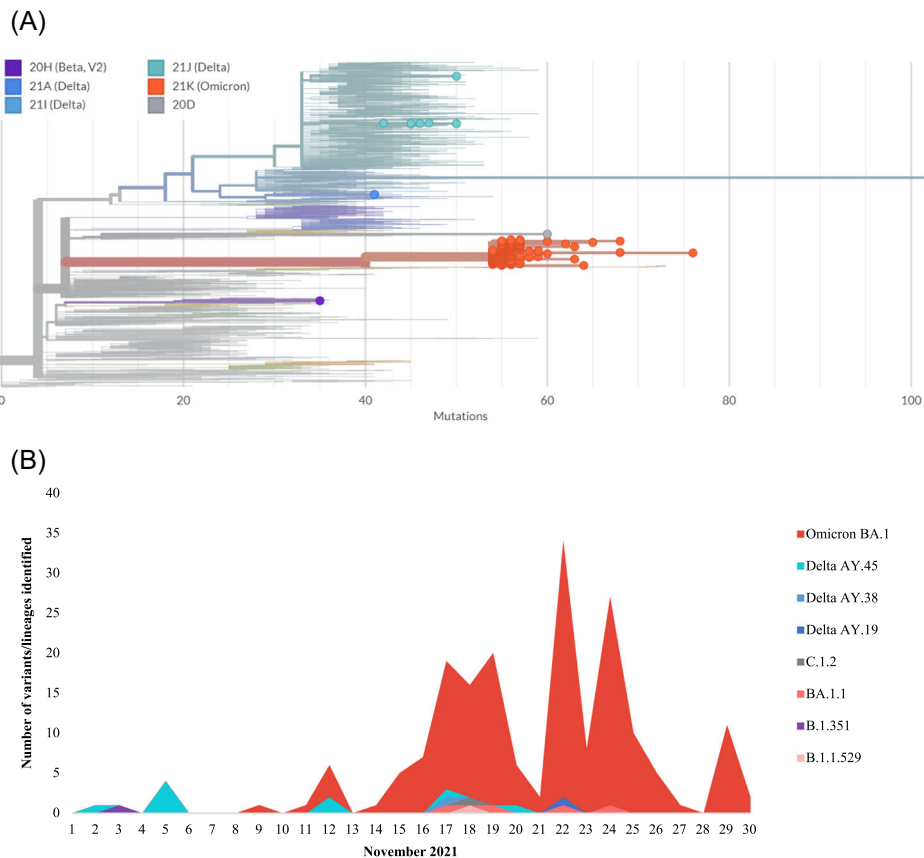 (A)
20H (Beta, V2)
21A (Delta)
21I (Delta)
21J (Delta)
21K (Omicron)
20D
0 20 40 60 80 100
Mutations
(B)
Number of variants/lineages identified
40
35
30
25
20
15
10
5
0
1 2 3 4 5 6 7 8 9 10 11 12 13 14 15 16 17 18 19 20 21 22 23 24 25 26 27 28 29 30
November 2021
Omicron BA.1
Delta AY.45
Delta AY.38
Delta AY.19
C.1.2
BA.1.1
B.1.351
B.1.1.529